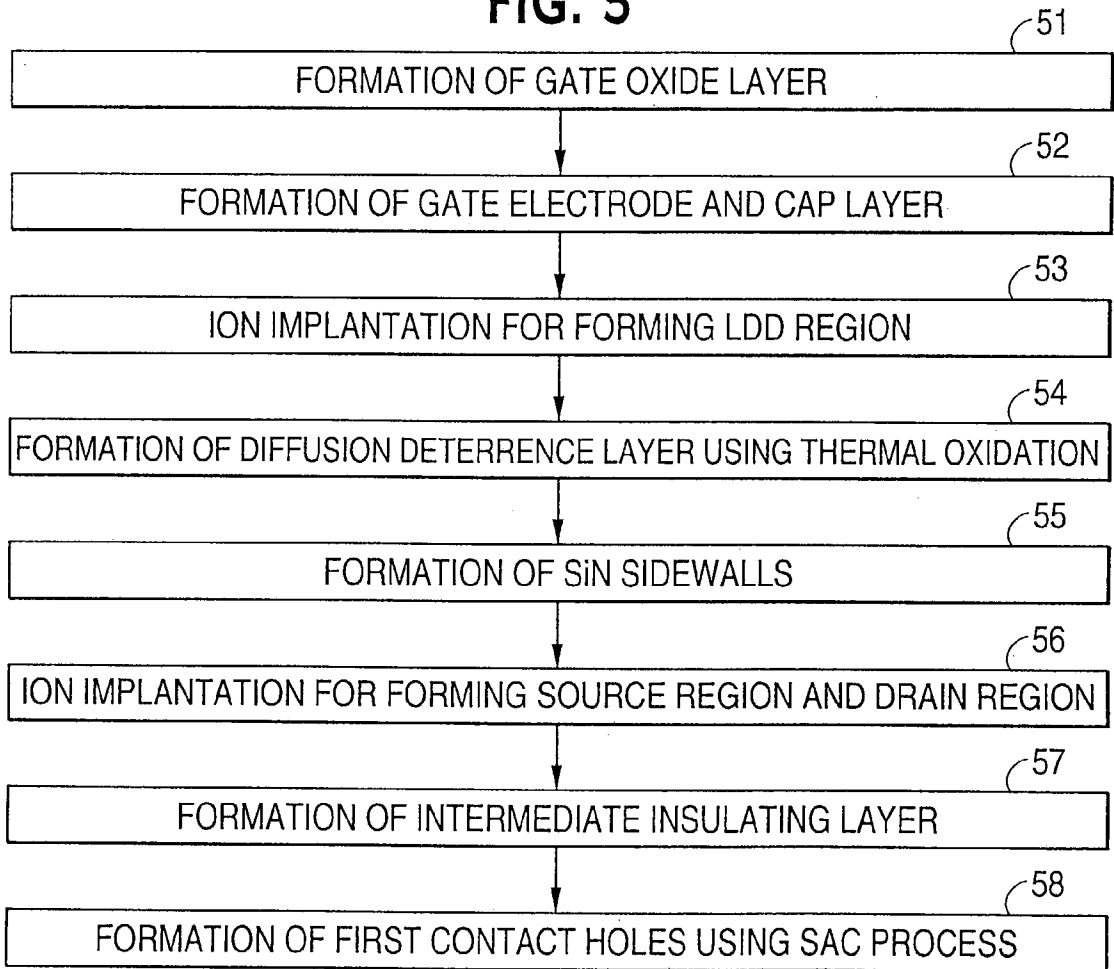 FIG. 5
51
FORMATION OF GATE OXIDE LAYER
52
FORMATION OF GATE ELECTRODE AND CAP LAYER
53
ION IMPLANTATION FOR FORMING LDD REGION
54
FORMATION OF DIFFUSION DETERRENCE LAYER USING THERMAL OXIDATION
55
FORMATION OF SiN SIDEWALLS
56
ION IMPLANTATION FOR FORMING SOURCE REGION AND DRAIN REGION
57
FORMATION OF INTERMEDIATE INSULATING LAYER
58
FORMATION OF FIRST CONTACT HOLES USING SAC PROCESS